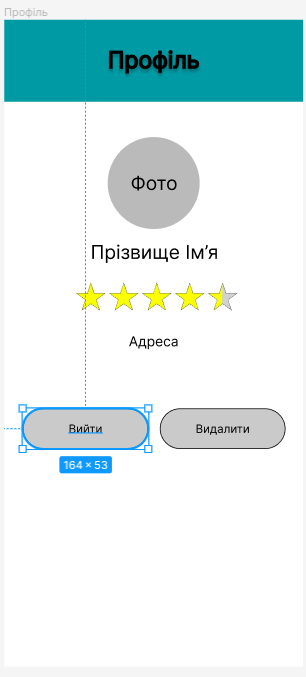 Профіль
Профіль
Фото
Прізвище Ім’я
Адреса
Вийти
Видалити
164 × 53